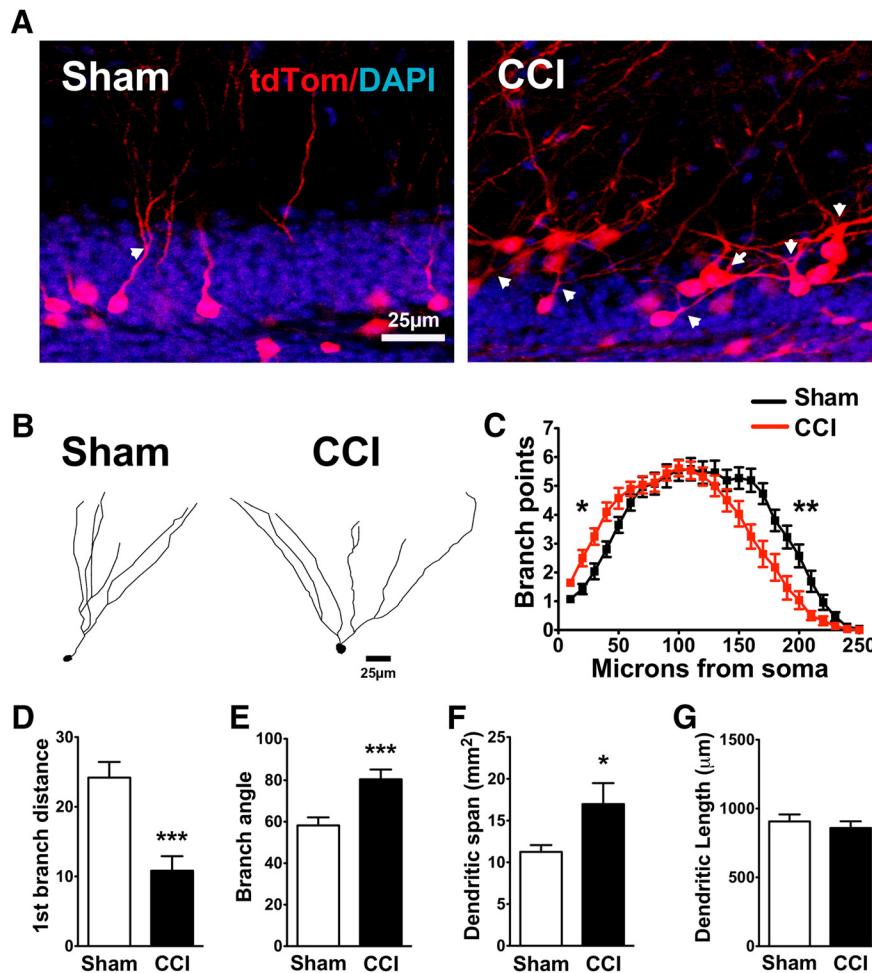 A
Sham
tdTom/DAPI
CCI
25µm
B
Sham
CCI
25µm
C
Sham
CCI
Branch points
7
6
5
4
3
2
1
0
*
**
0 50 100 150 200 250
Microns from soma
D
1st branch distance
30
20
10
0
***
Sham CCI
E
Branch angle
100
80
60
40
20
0
***
Sham CCI
F
Dendritic span (mm²)
25
20
15
10
5
0
*
Sham CCI
G
Dendritic Length (µm)
1500
1000
500
0
Sham CCI